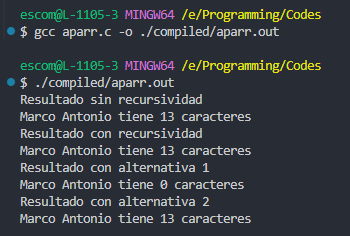 escom@L-1105-3 MINGW64 /e/Programming/Codes
$ gcc aparr.c -o ./compiled/aparr.out
escom@L-1105-3 MINGW64 /e/Programming/Codes
$ ./compiled/aparr.out
Resultado sin recursividad
Marco Antonio tiene 13 caracteres
Resultado con recursividad
Marco Antonio tiene 13 caracteres
Resultado con alternativa 1
Marco Antonio tiene 0 caracteres
Resultado con alternativa 2
Marco Antonio tiene 13 caracteres